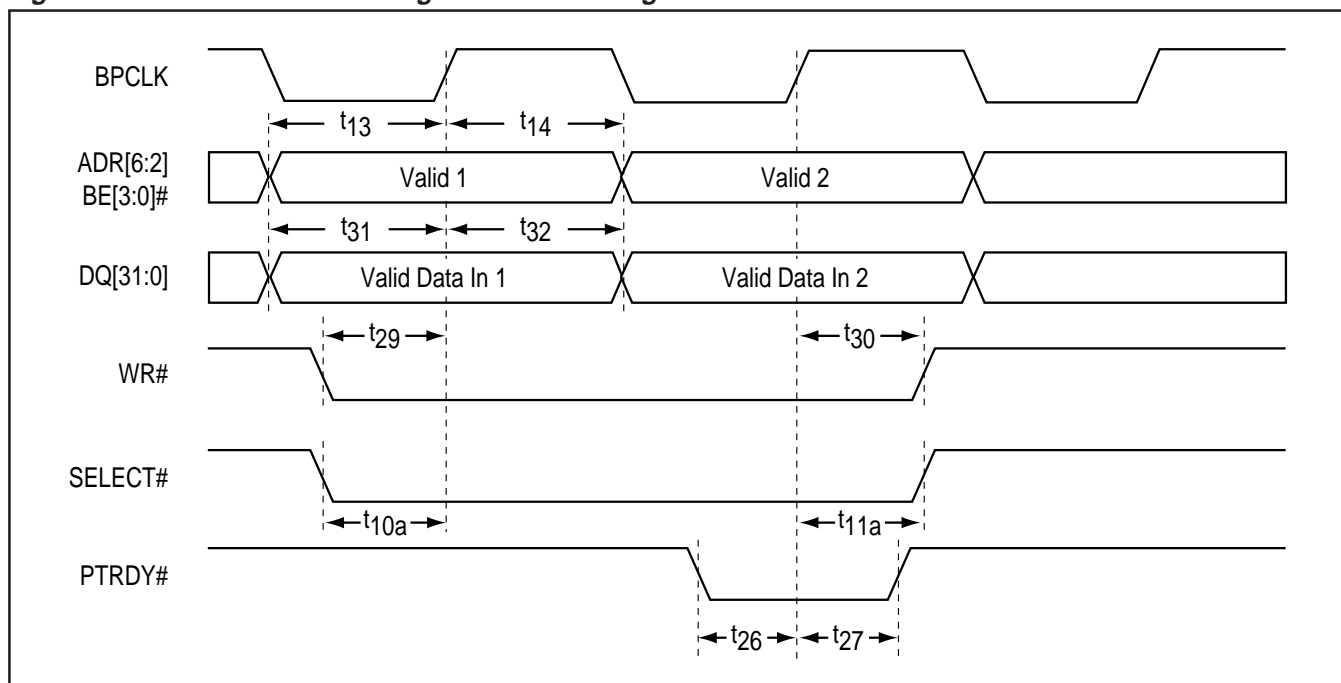 BPCLK
t13
t14
ADR[6:2]
BE[3:0]#
Valid 1
Valid 2
t31
t32
DQ[31:0]
Valid Data In 1
Valid Data In 2
t29
t30
WR#
SELECT#
t10a
t11a
PTRDY#
t26
t27